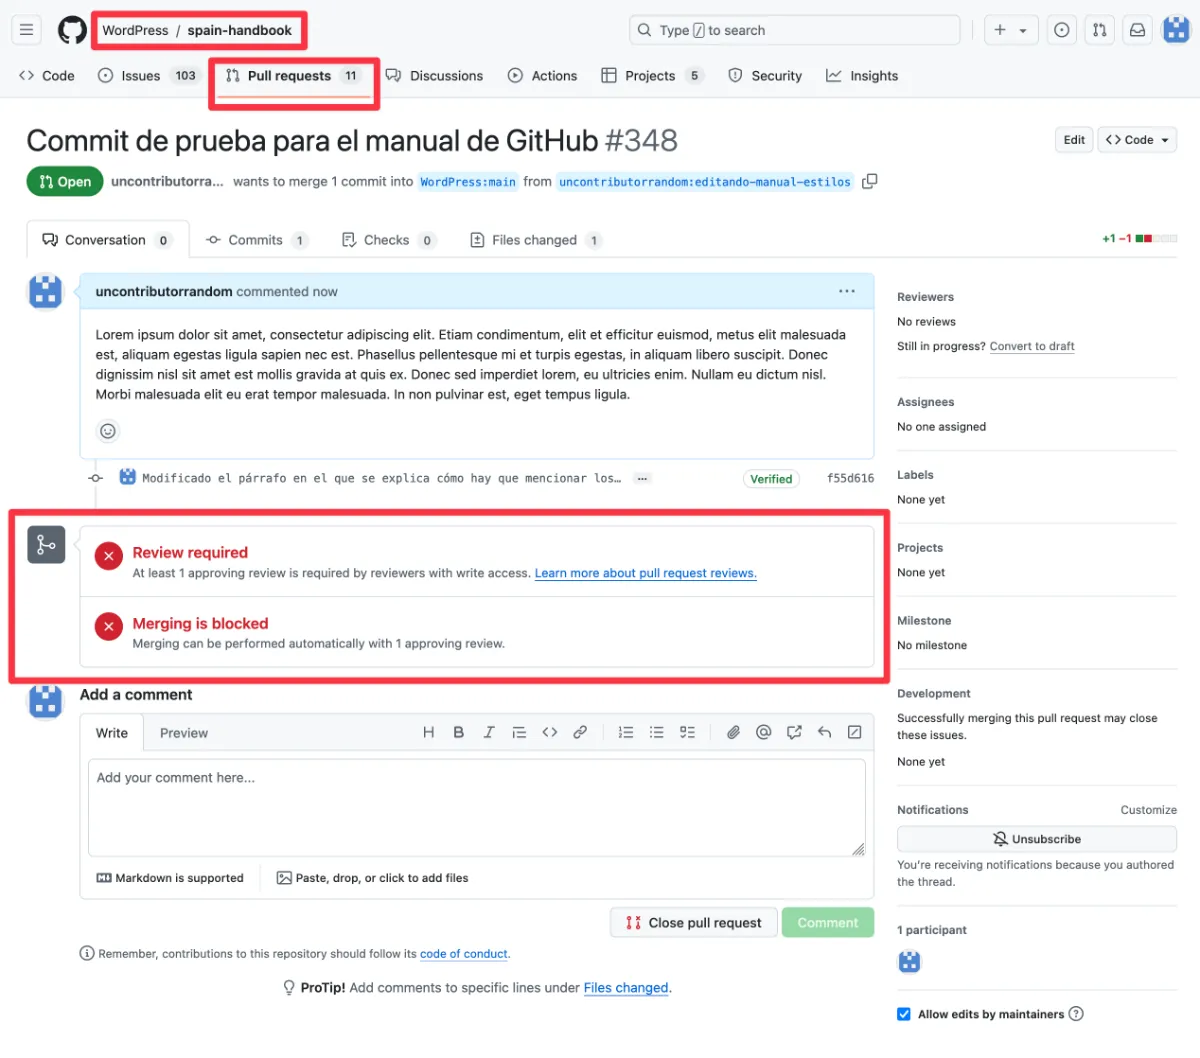 WordPress / spain-handbook
Type / to search
Code
Issues 103
Pull requests 11
Discussions
Actions
Projects 5
Security
Insights
Commit de prueba para el manual de GitHub #348
Edit
<> Code
Open
uncontributorra... wants to merge 1 commit into WordPress:main from uncontributorrandom:editando-manual-estilos
Conversation 0
Commits 1
Checks 0
Files changed 1
+1 −1
uncontributorrandom commented now
Lorem ipsum dolor sit amet, consectetur adipiscing elit. Etiam condimentum, elit et efficitur euismod, metus elit malesuada
est, aliquam egestas ligula sapien nec est. Phasellus pellentesque mi et turpis egestas, in aliquam libero suscipit. Donec
dignissim nisl sit amet est mollis gravida at quis ex. Donec sed imperdiet lorem, eu ultricies enim. Nullam eu dictum nisl.
Morbi malesuada elit eu erat tempor malesuada. In non pulvinar est, eget tempus ligula.
Modificado el párrafo en el que se explica cómo hay que mencionar los… ...
Verified
f55d616
Review required
At least 1 approving review is required by reviewers with write access. Learn more about pull request reviews.
Merging is blocked
Merging can be performed automatically with 1 approving review.
Add a comment
Write
Preview
H B I
Add your comment here...
Markdown is supported
Paste, drop, or click to add files
Close pull request
Comment
Remember, contributions to this repository should follow its code of conduct.
ProTip! Add comments to specific lines under Files changed.
Reviewers
No reviews
Still in progress? Convert to draft
Assignees
No one assigned
Labels
None yet
Projects
None yet
Milestone
No milestone
Development
Successfully merging this pull request may close
these issues.
None yet
Notifications
Customize
Unsubscribe
You're receiving notifications because you authored
the thread.
1 participant
Allow edits by maintainers ?